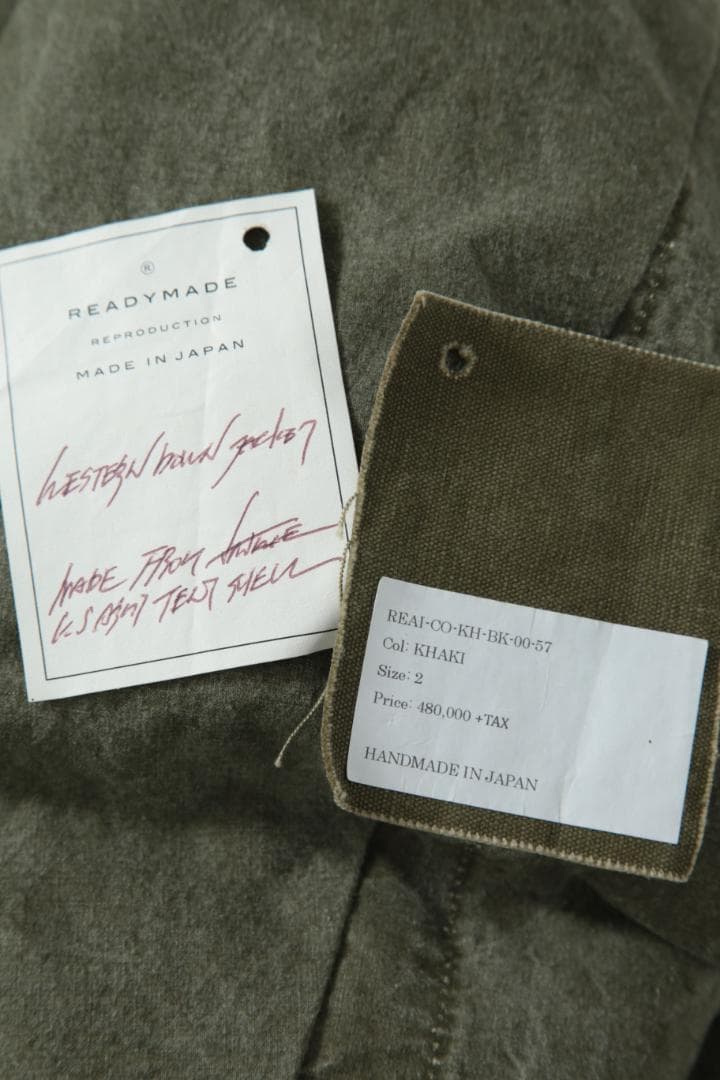 ®
READYMADE
REPRODUCTION
MADE IN JAPAN
WESTERN DOWN JACKET
MADE FROM
U.S ARMY TENT SHELL
REAI-CO-KH-BK-00-57
Col: KHAKI
Size: 2
Price: 480,000 +TAX
HANDMADE IN JAPAN